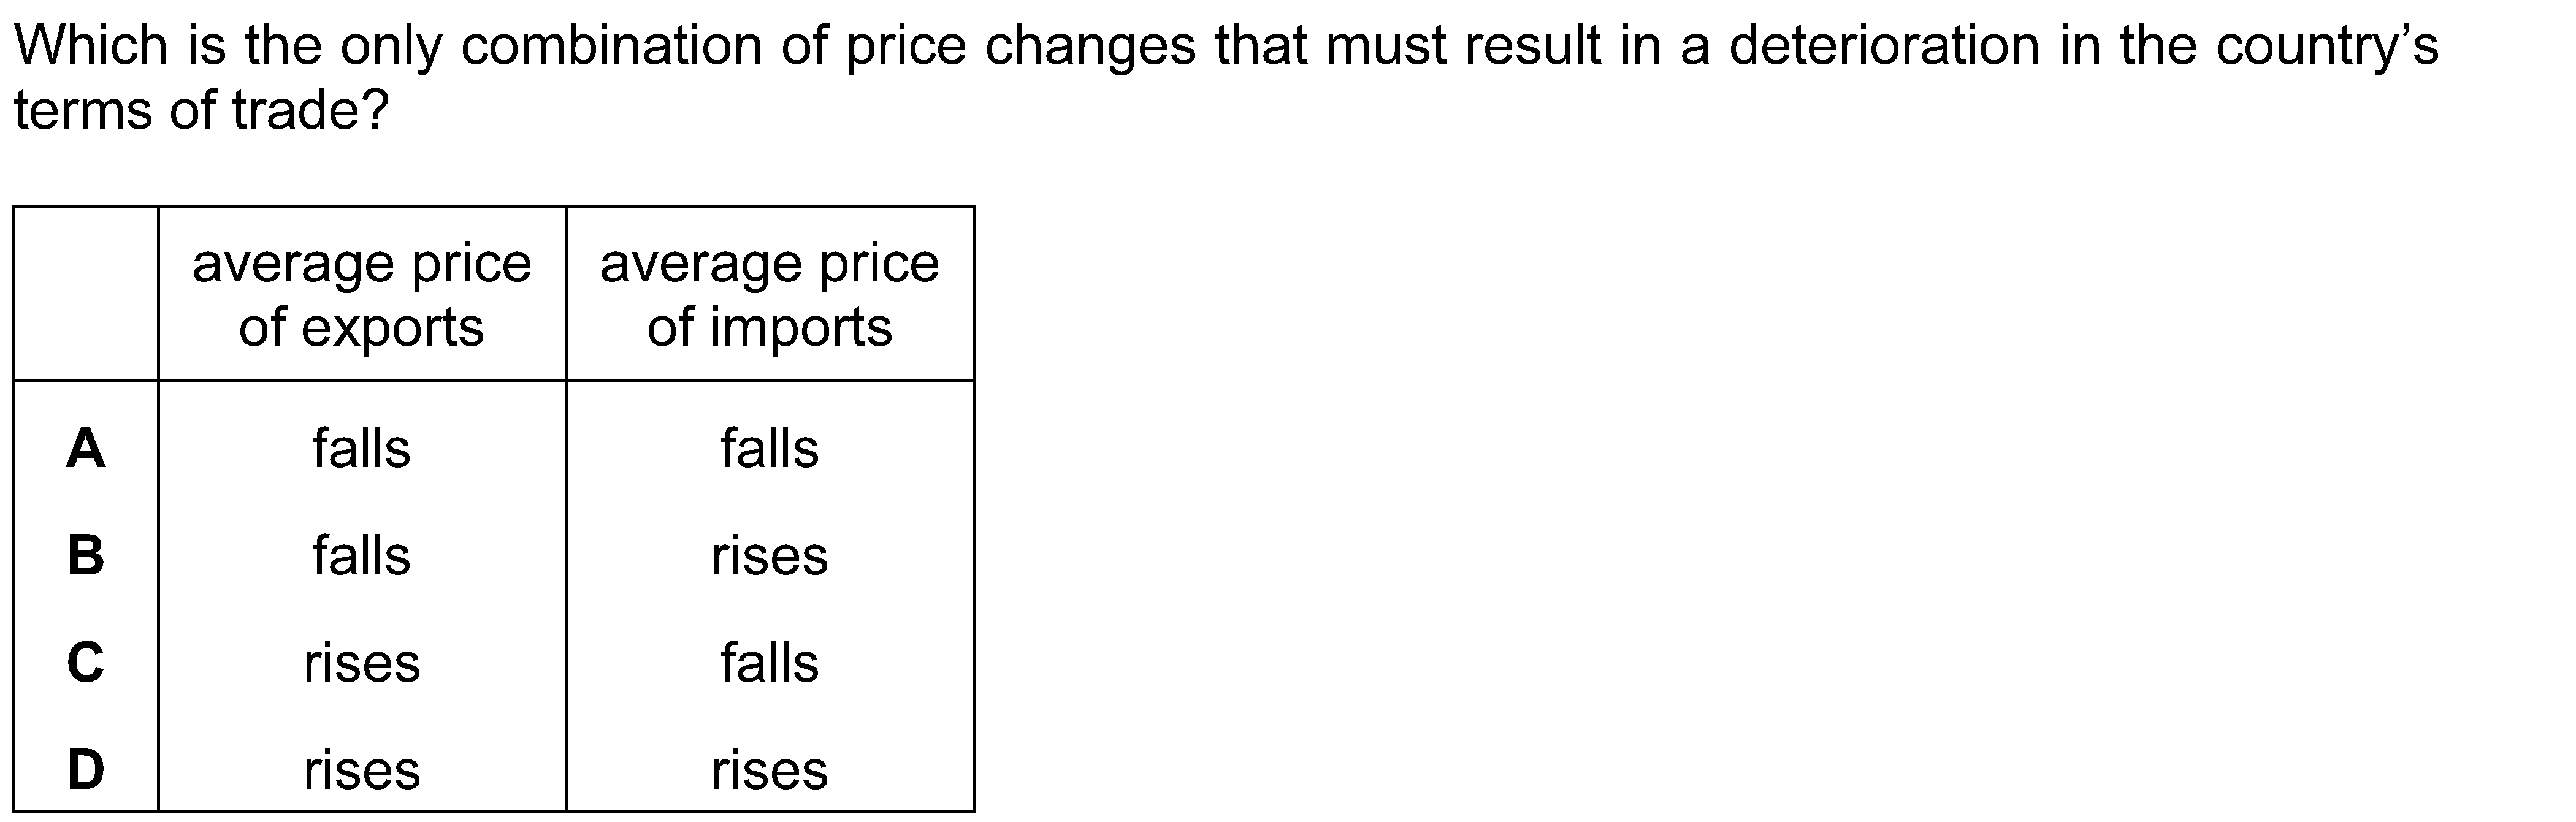 Which is the only combination of price changes that must result in a deterioration in the country’s
terms of trade?
average price of exports average price of imports
A falls falls
B falls rises
C rises falls
D rises rises